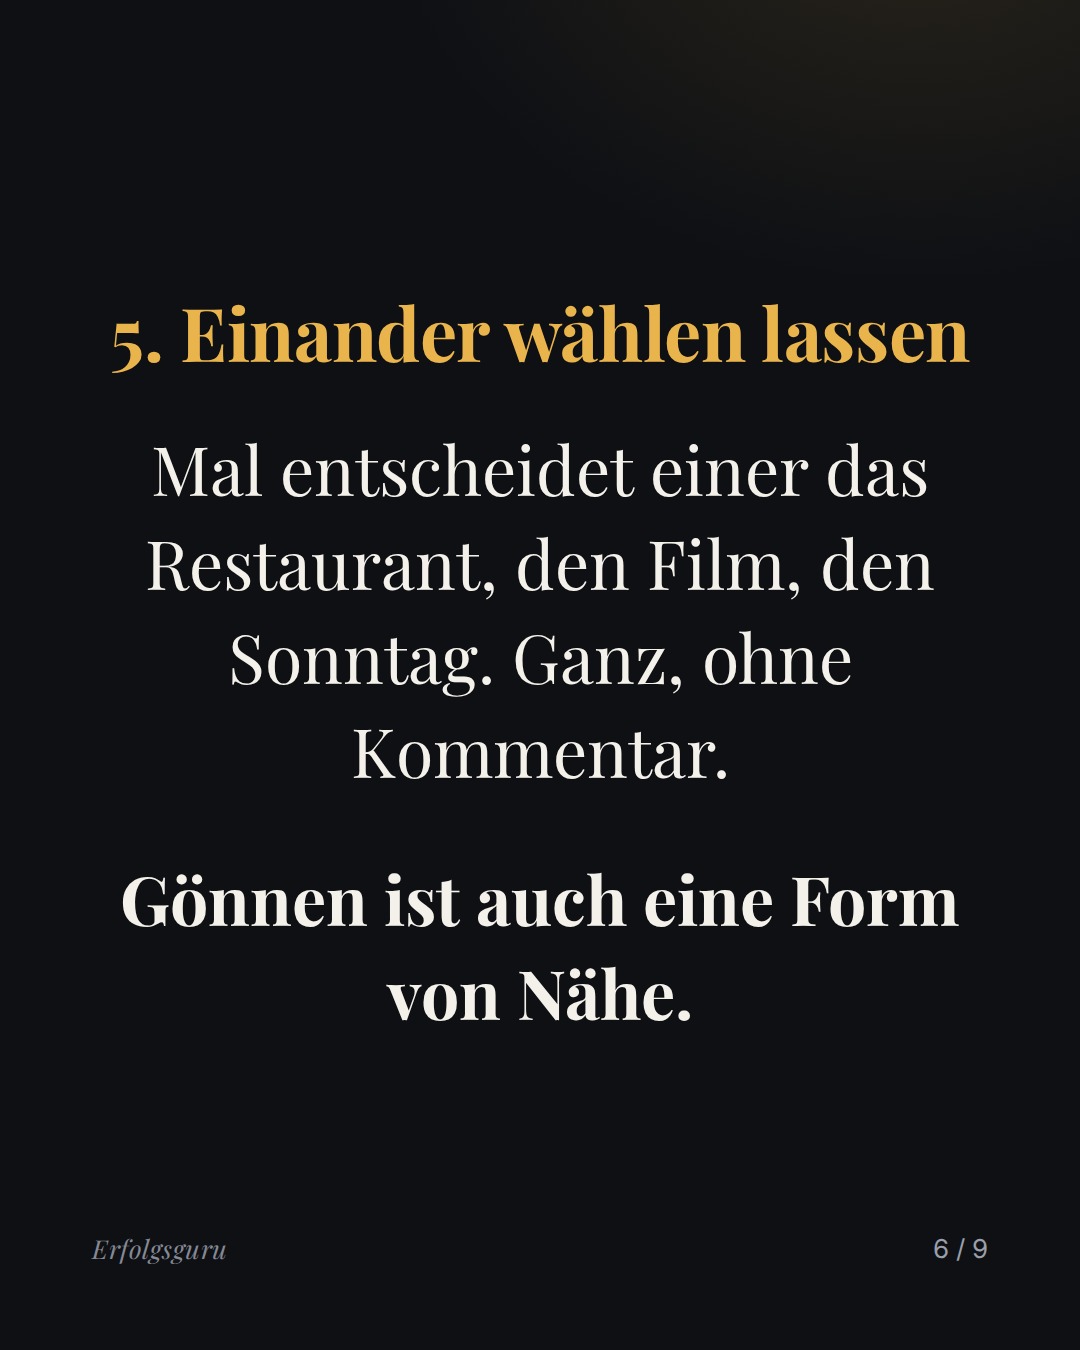 5. Einander wählen lassen
Mal entscheidet einer das
Restaurant, den Film, den
Sonntag. Ganz, ohne
Kommentar.
Gönnen ist auch eine Form
von Nähe.
Erfolgsguru
6 / 9